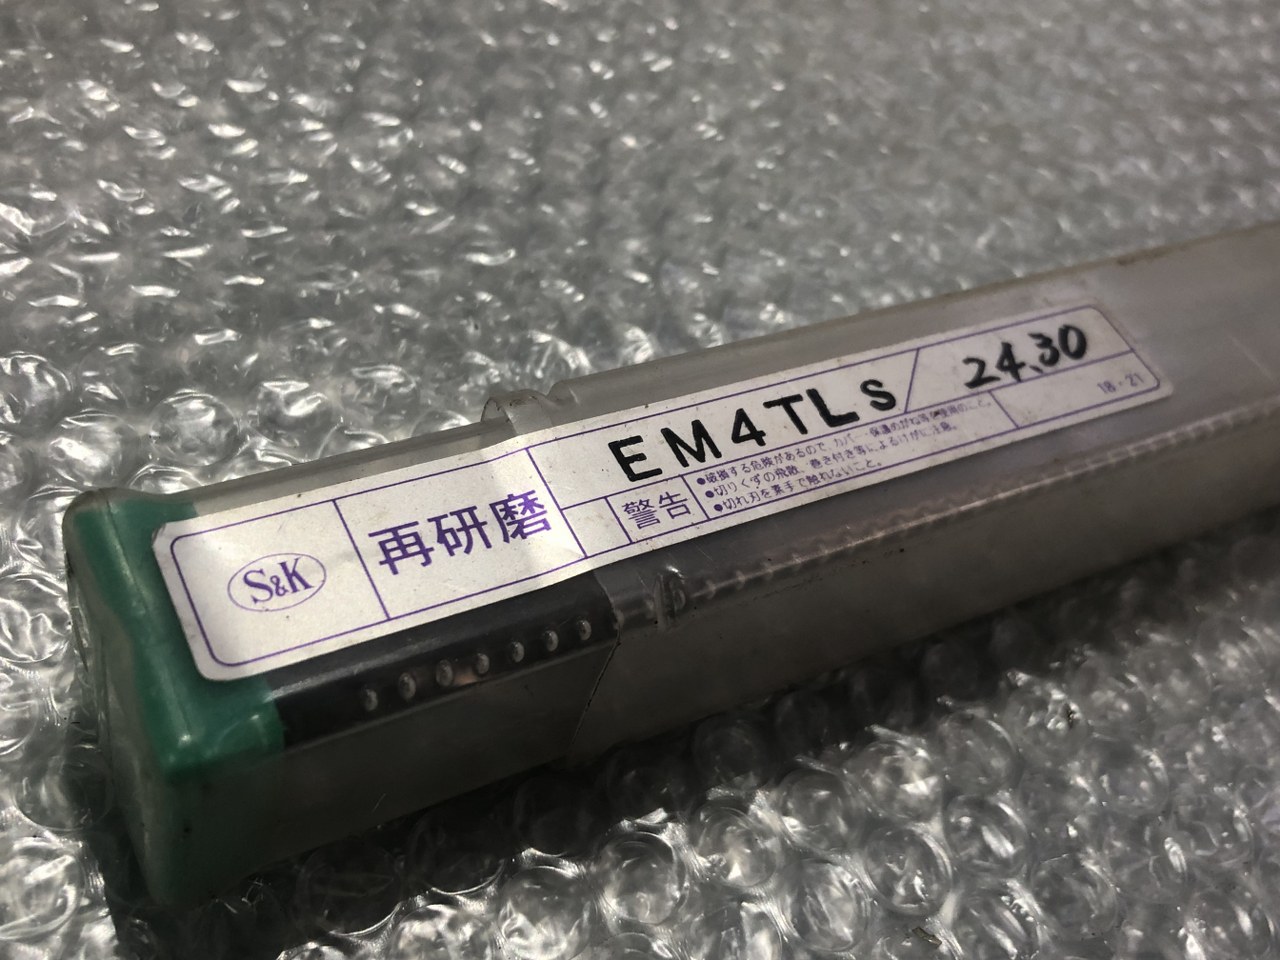 S&K
再研磨
EM4TLS
24.30
警告
●破損する危険があるので、カバー・保護めがね等を使用のこと。
●切りくずの飛散、巻き付き等によるけがに注意。
●切れ刃を素手で触れないこと。
18・21